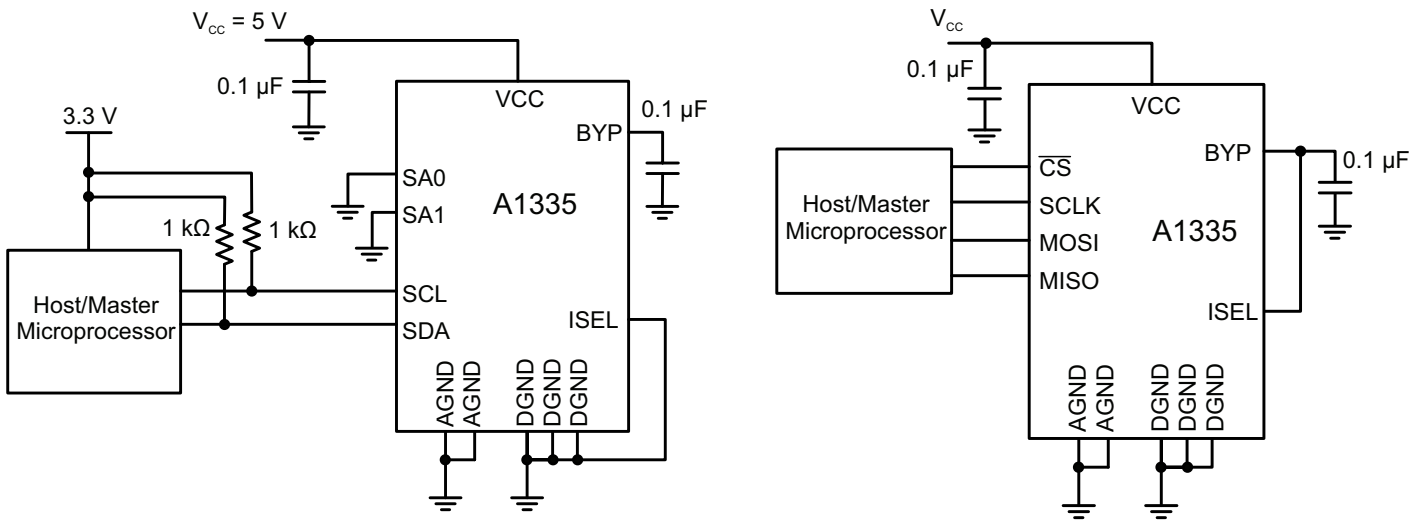 V_CC = 5 V
0.1 µF
3.3 V
1 kΩ
1 kΩ
Host/Master
Microprocessor
VCC
BYP
0.1 µF
SA0
SA1
A1335
SCL
SDA
ISEL
AGND
AGND
DGND
DGND
DGND
V_CC
0.1 µF
Host/Master
Microprocessor
VCC
BYP
0.1 µF
C̅S̅
SCLK
MOSI
MISO
A1335
ISEL
AGND
AGND
DGND
DGND
DGND